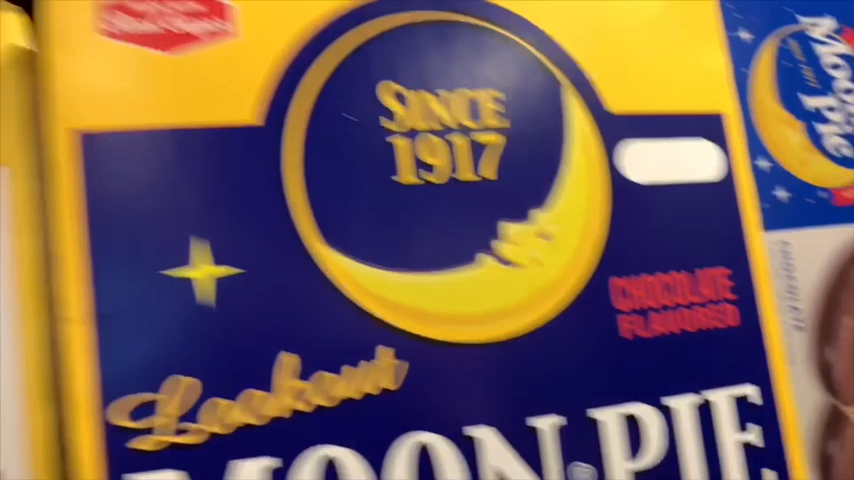 SINCE
1917
CHOCOLATE
FLAVORED
Lookout
MOON PIE
Moon
Pie